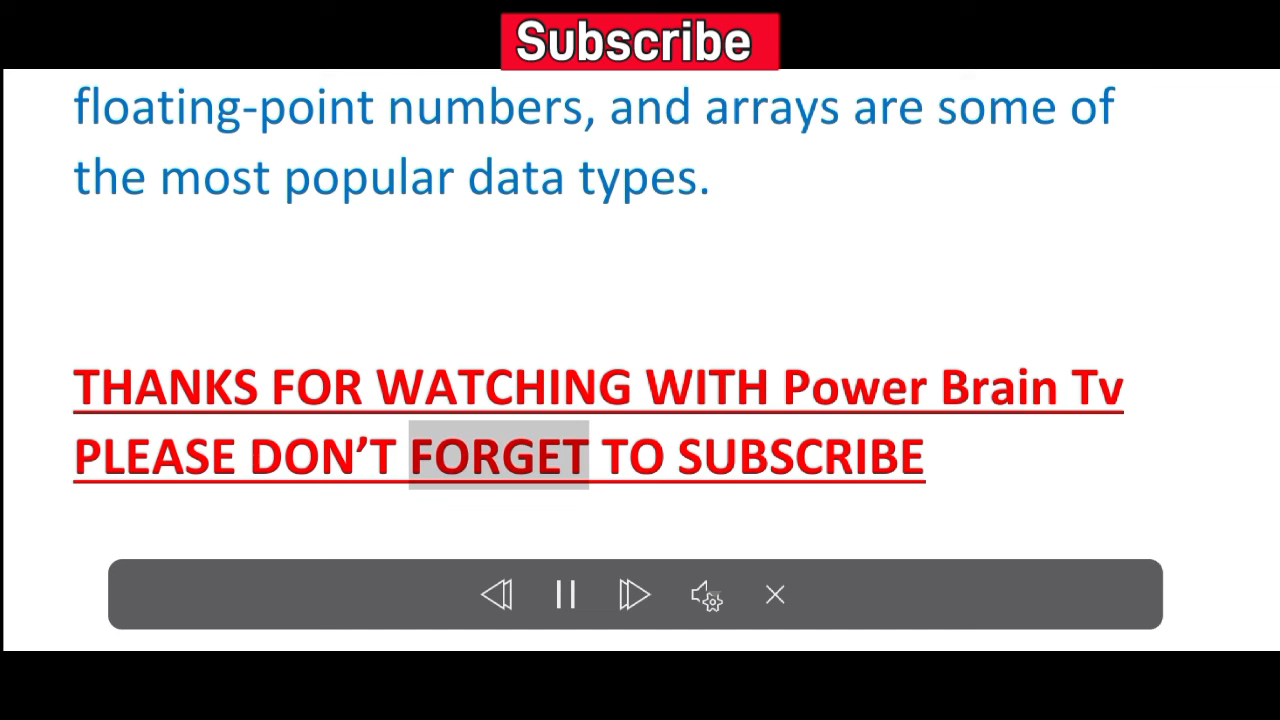 Subscribe
floating-point numbers, and arrays are some of
the most popular data types.
THANKS FOR WATCHING WITH Power Brain Tv
PLEASE DON’T FORGET TO SUBSCRIBE